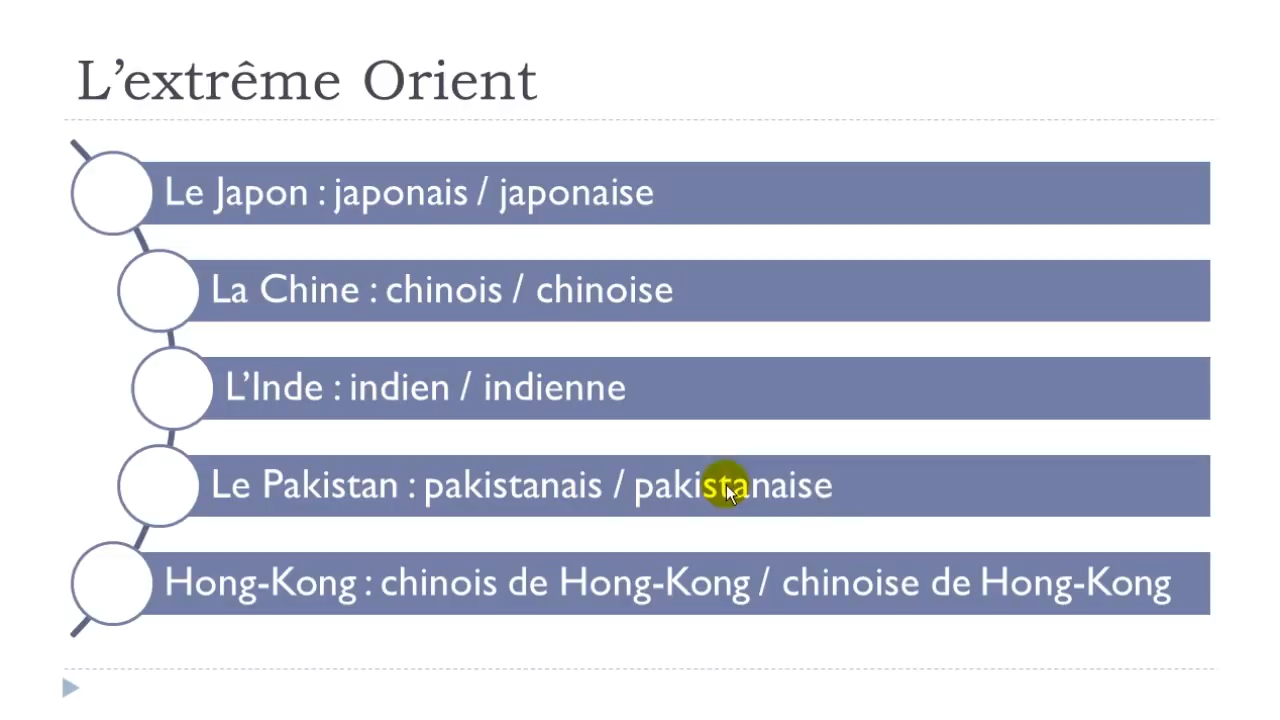 L’extrême Orient
Le Japon : japonais / japonaise
La Chine : chinois / chinoise
L’Inde : indien / indienne
Le Pakistan : pakistanais / pakistanaise
Hong-Kong : chinois de Hong-Kong / chinoise de Hong-Kong